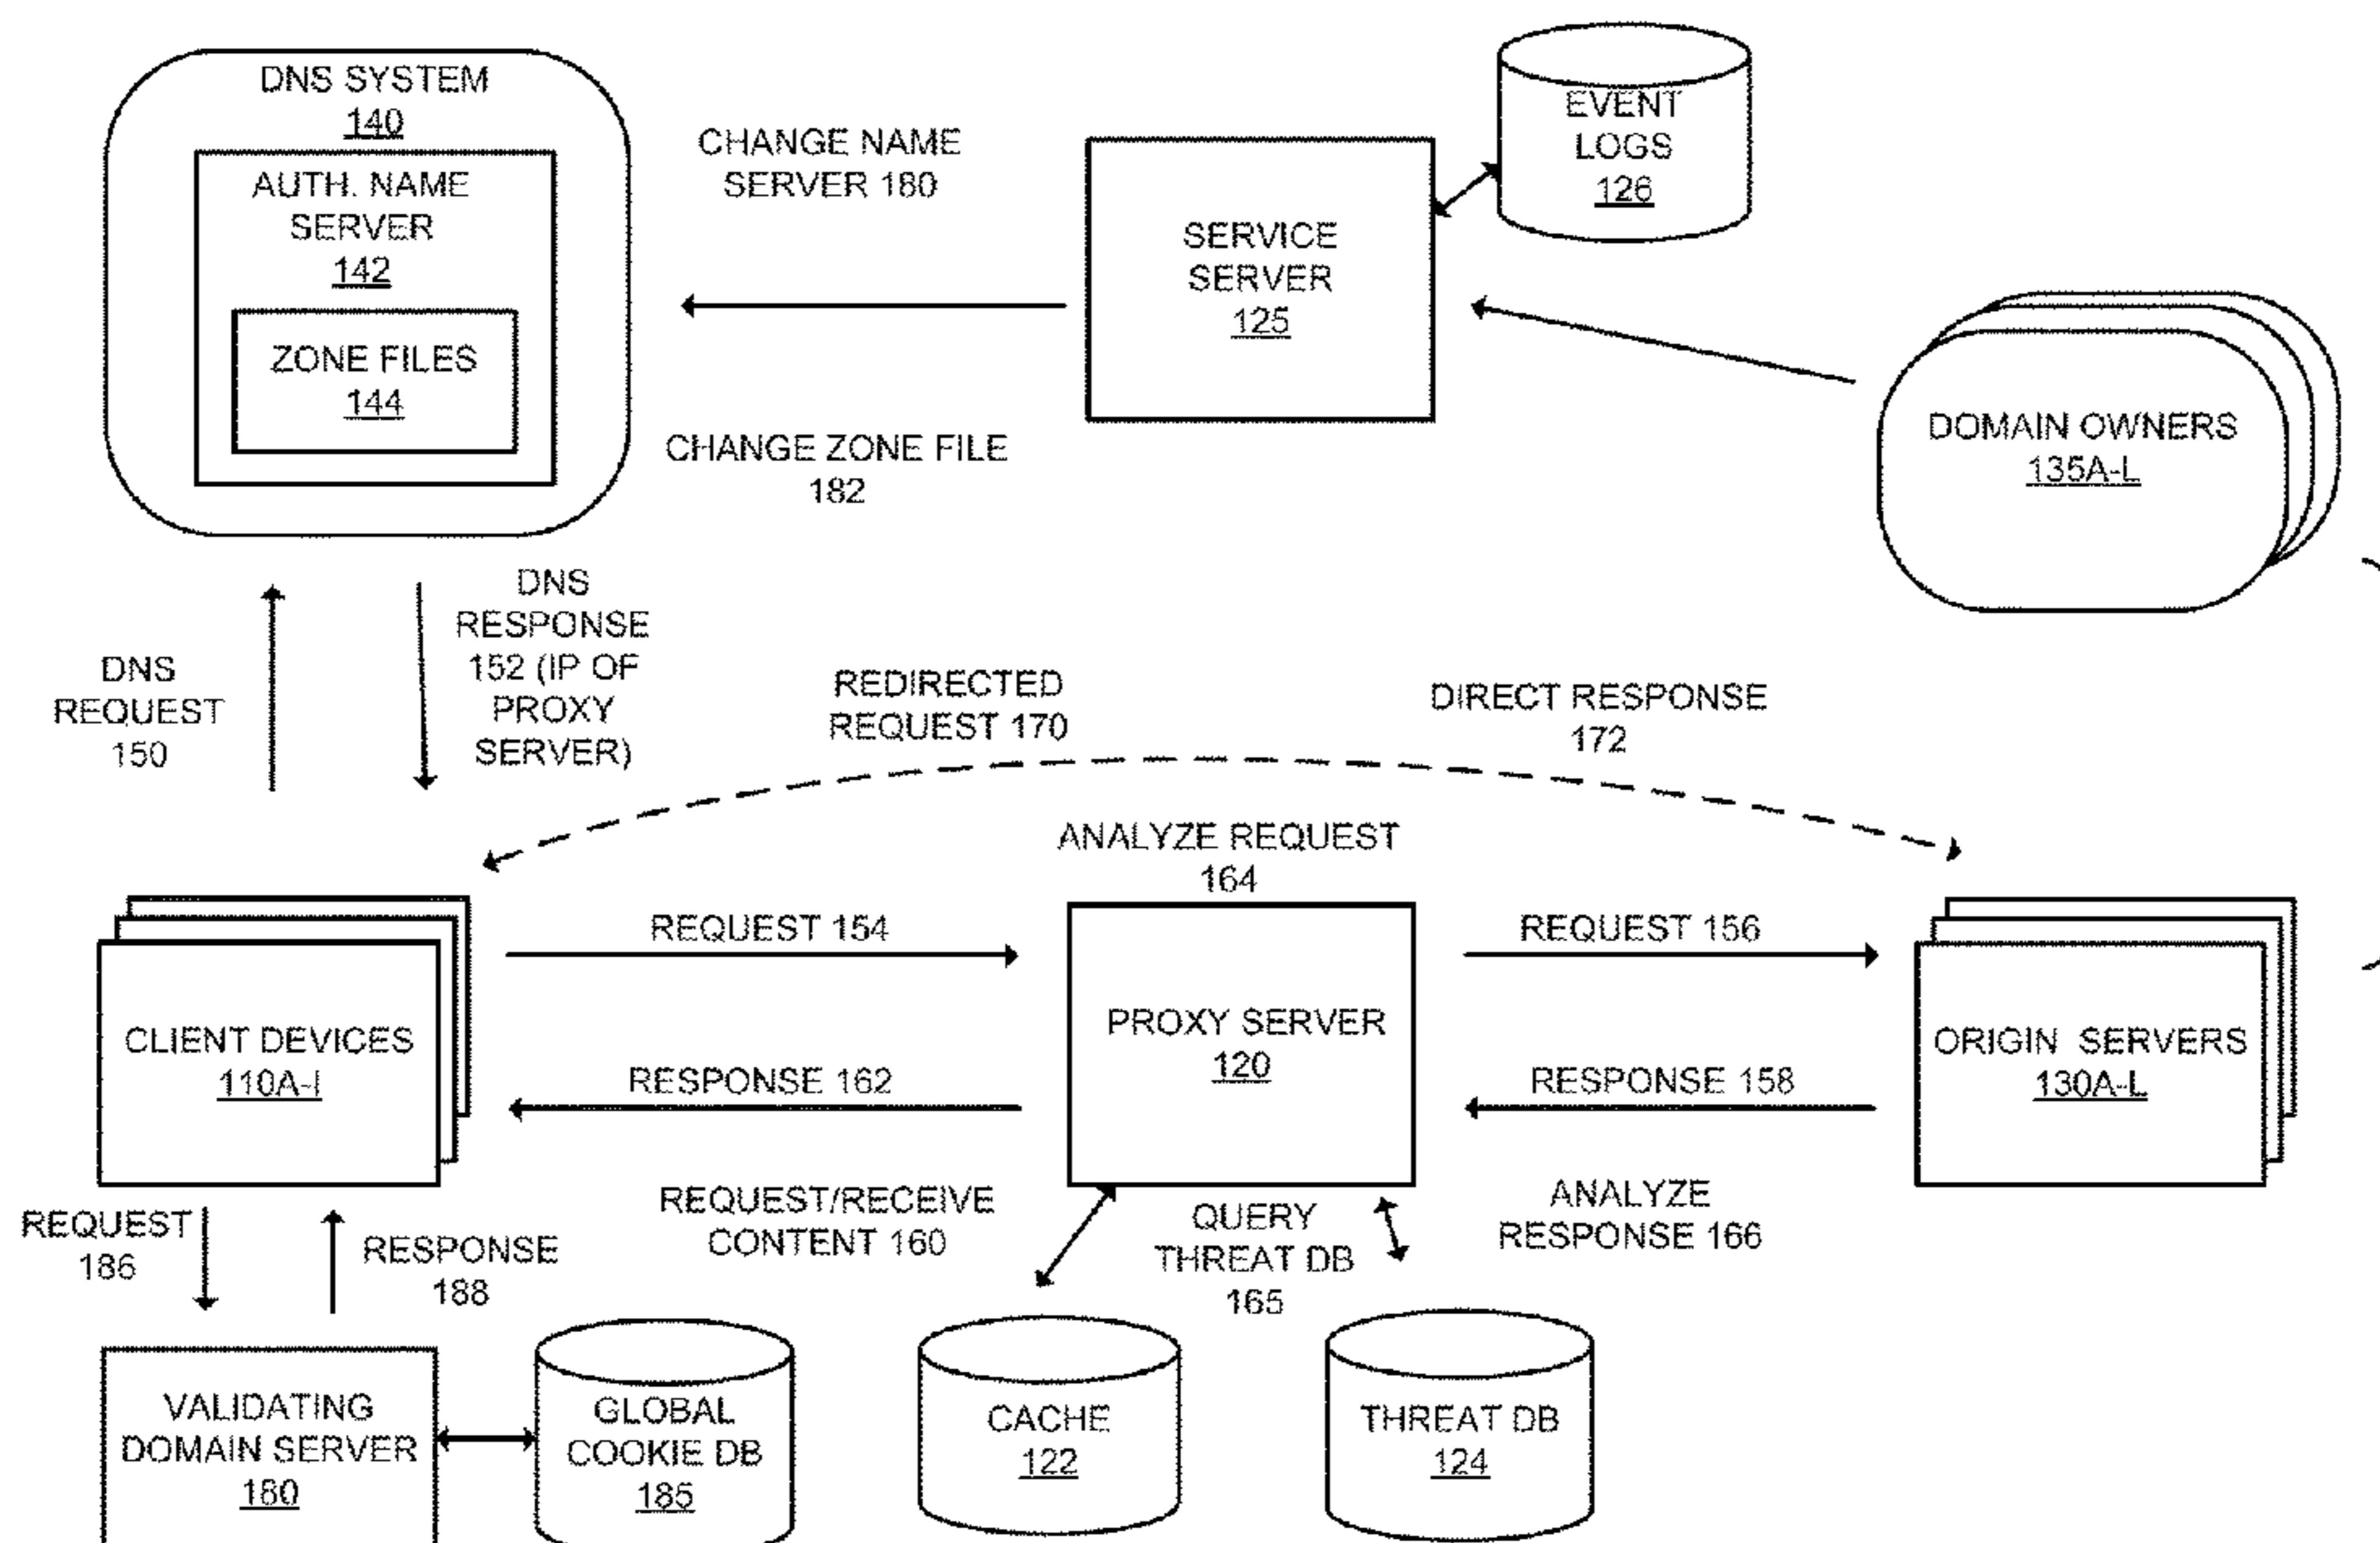 DNS SYSTEM
140
AUTH. NAME
SERVER
142
ZONE FILES
144
CHANGE NAME
SERVER 180
CHANGE ZONE FILE
182
SERVICE
SERVER
125
EVENT
LOGS
126
DOMAIN OWNERS
135A-L
DNS
REQUEST
150
DNS
RESPONSE
152 (IP OF
PROXY
SERVER)
REDIRECTED
REQUEST 170
DIRECT RESPONSE
172
ANALYZE REQUEST
164
CLIENT DEVICES
110A-I
REQUEST 154
RESPONSE 162
PROXY SERVER
120
REQUEST 156
RESPONSE 158
ORIGIN SERVERS
130A-L
REQUEST
186
RESPONSE
188
REQUEST/RECEIVE
CONTENT 160
QUERY
THREAT DB
165
ANALYZE
RESPONSE 166
VALIDATING
DOMAIN SERVER
180
GLOBAL
COOKIE DB
185
CACHE
122
THREAT DB
124